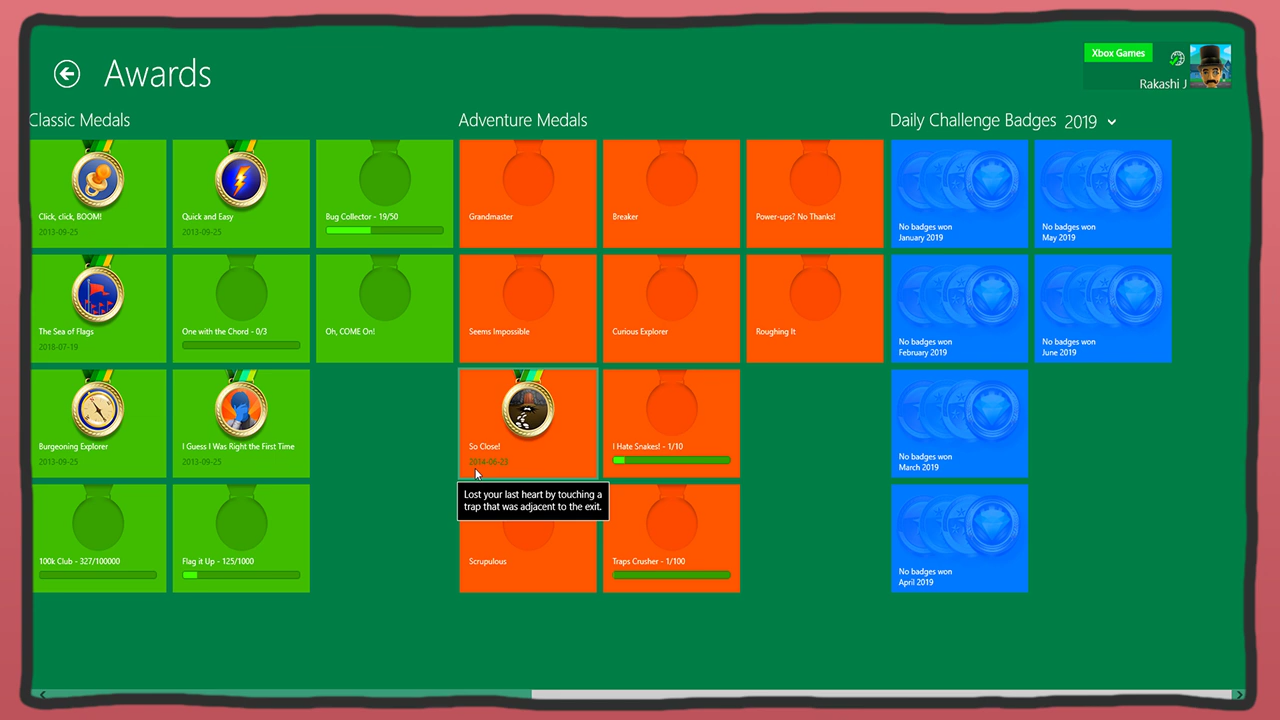 Awards
Xbox Games
Rakashi J
Classic Medals
Click, click, BOOM!
2013-09-25
Quick and Easy
2013-09-25
Bug Collector - 19/50
The Sea of Flags
2018-07-19
One with the Chord - 0/3
Oh, COME On!
Burgeoning Explorer
2013-09-25
I Guess I Was Right the First Time
2013-09-25
100k Club - 327/100000
Flag it Up - 125/1000
Adventure Medals
Grandmaster
Breaker
Power-ups? No Thanks!
Seems Impossible
Curious Explorer
Roughing It
So Close!
2014-06-23
I Hate Snakes! - 1/10
Lost your last heart by touching a
trap that was adjacent to the exit.
Scrupulous
Traps Crusher - 1/100
Daily Challenge Badges 2019
No badges won
January 2019
No badges won
May 2019
No badges won
February 2019
No badges won
June 2019
No badges won
March 2019
No badges won
April 2019